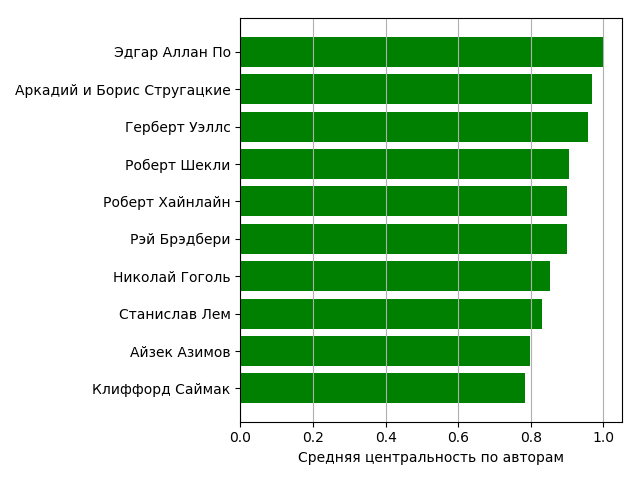 Эдгар Аллан По
Аркадий и Борис Стругацкие
Герберт Уэллс
Роберт Шекли
Роберт Хайнлайн
Рэй Брэдбери
Николай Гоголь
Станислав Лем
Айзек Азимов
Клиффорд Саймак
0.0 0.2 0.4 0.6 0.8 1.0
Средняя центральность по авторам